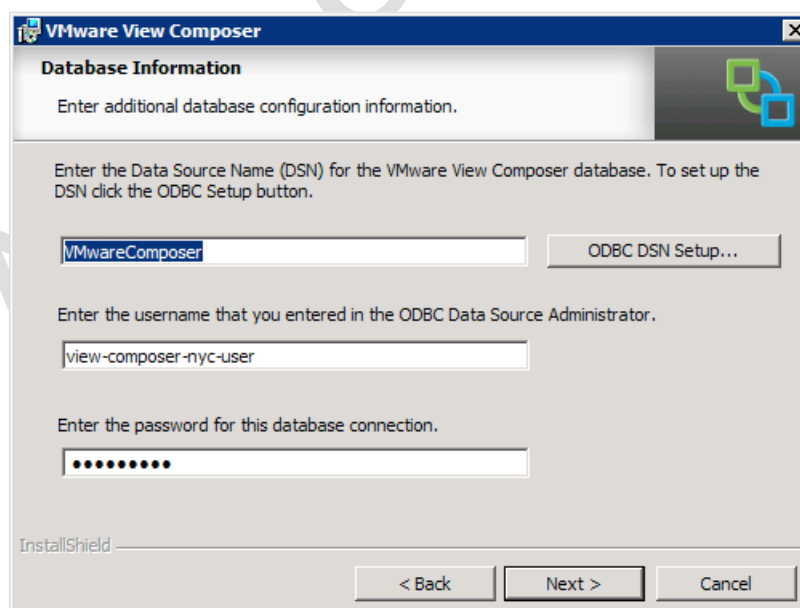 VMware View Composer
Database Information
Enter additional database configuration information.
Enter the Data Source Name (DSN) for the VMware View Composer database. To set up the
DSN click the ODBC Setup button.
VMwareComposer
ODBC DSN Setup...
Enter the username that you entered in the ODBC Data Source Administrator.
view-composer-nyc-user
Enter the password for this database connection.
•••••••••
InstallShield
< Back
Next >
Cancel